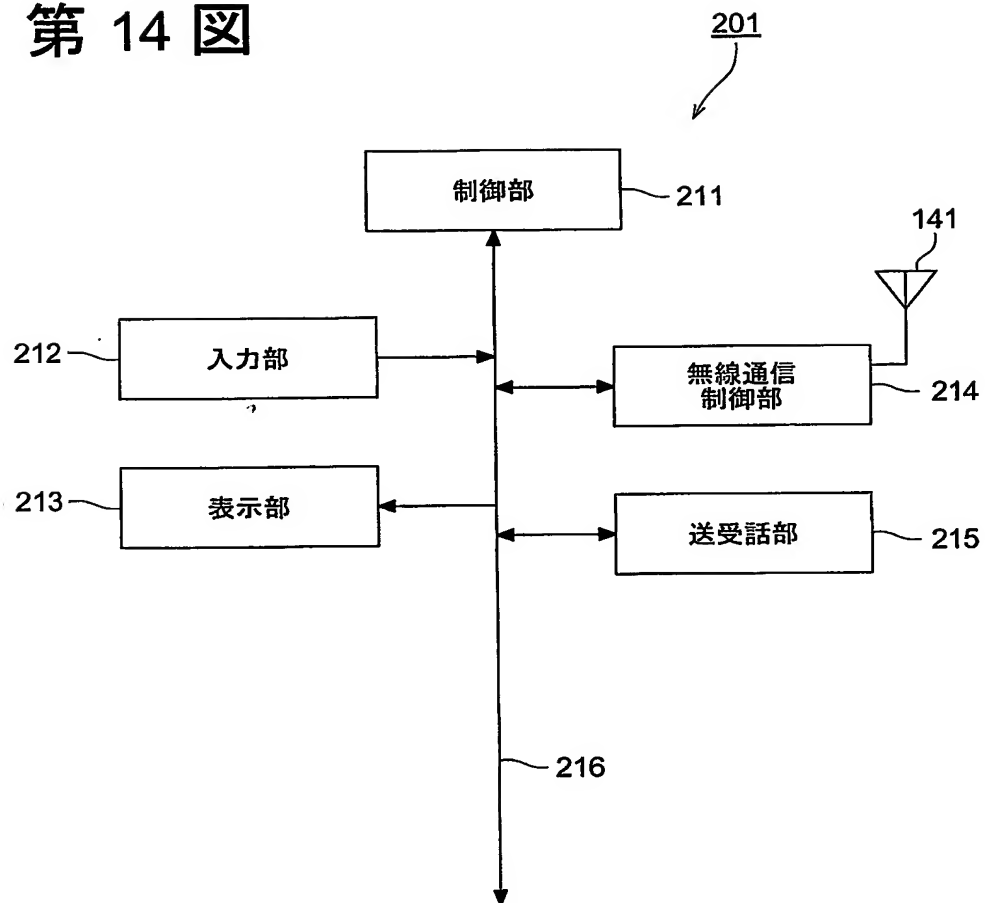 第 14 図
201
制御部
211
141
212
入力部
無線通信
制御部
214
213
表示部
送受話部
215
216